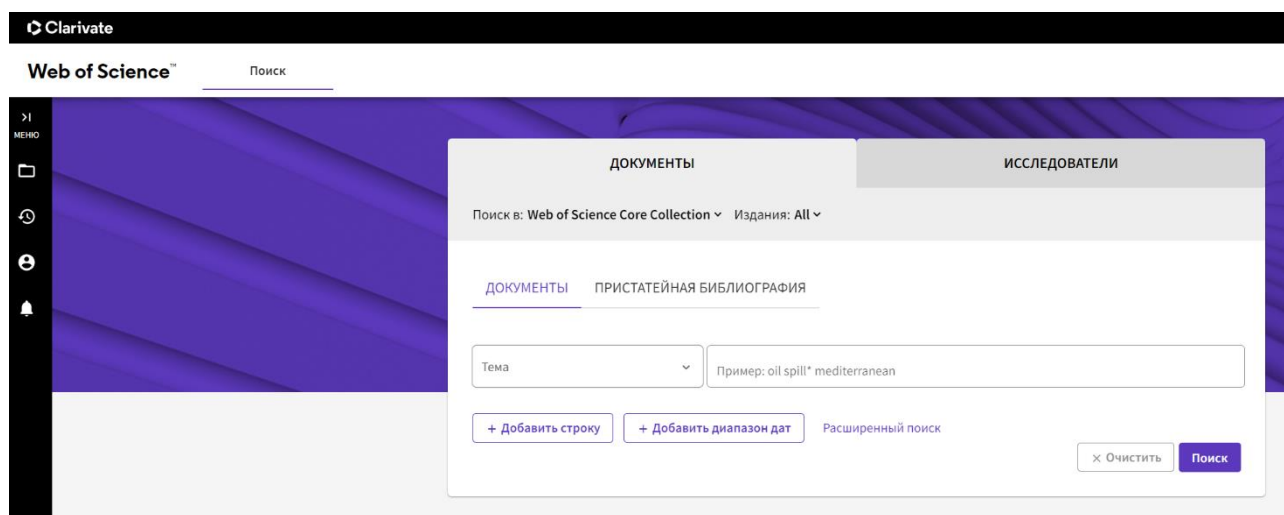 Clarivate
Web of Science™
Поиск
МЕНЮ
ДОКУМЕНТЫ
ИССЛЕДОВАТЕЛИ
Поиск в: Web of Science Core Collection Издания: All
ДОКУМЕНТЫ
ПРИСТАТЕЙНАЯ БИБЛИОГРАФИЯ
Тема
Пример: oil spill* mediterranean
+ Добавить строку
+ Добавить диапазон дат
Расширенный поиск
× Очистить
Поиск